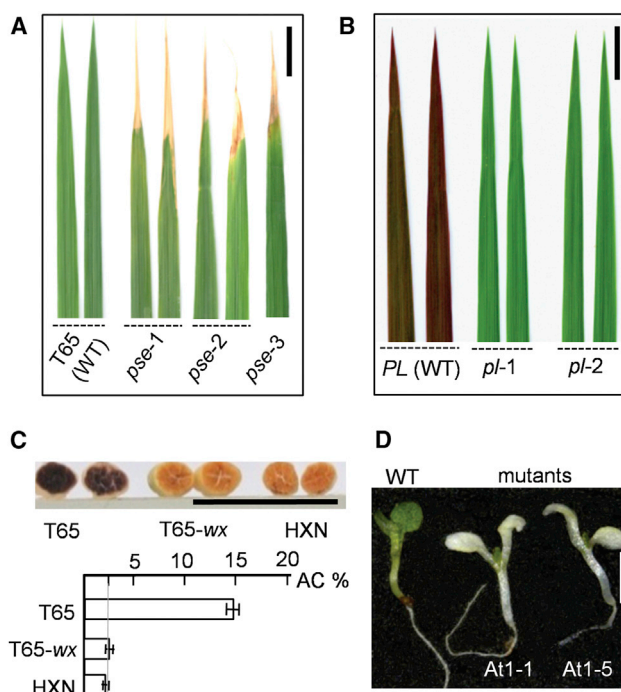 A
T65 (WT)
pse-1
pse-2
pse-3
B
PL (WT)
pl-1
pl-2
C
T65 T65-wx HXN
5 10 15 20
AC %
T65
T65-wx
HXN
D
WT mutants
At1-1 At1-5